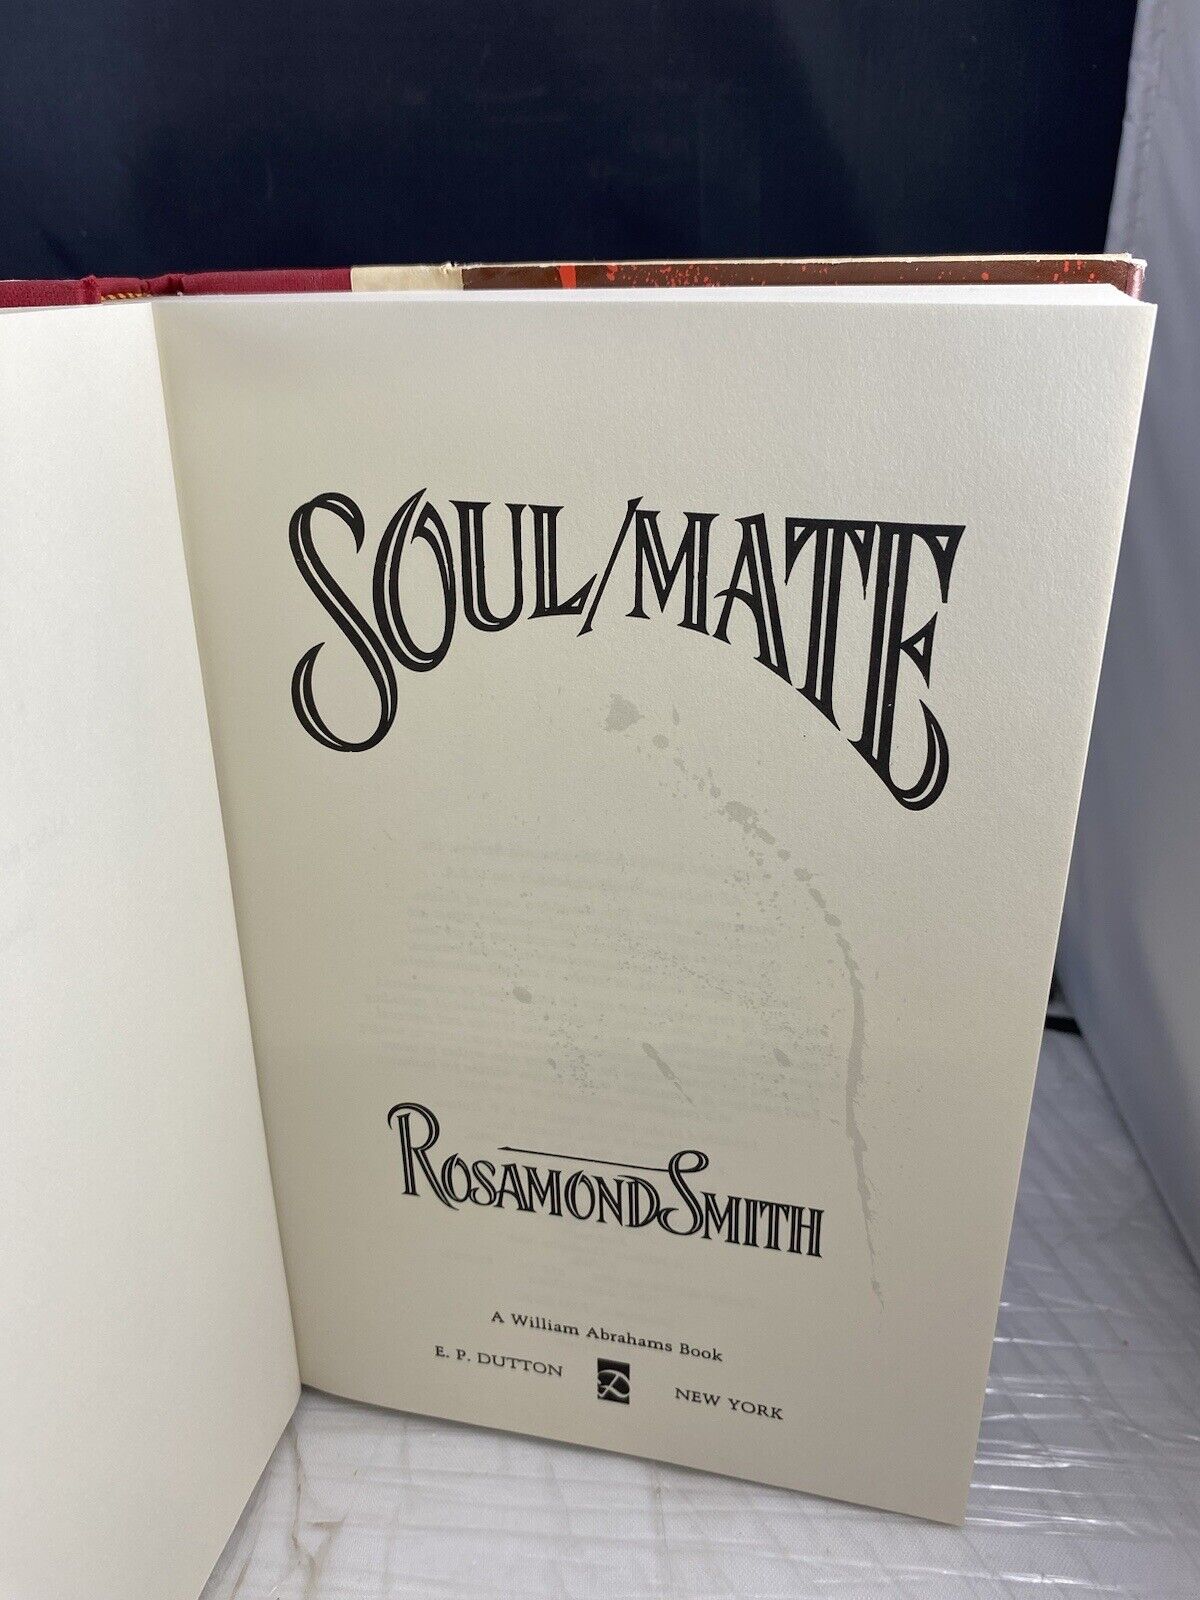 SOUL/MATE
ROSAMOND SMITH
A William Abrahams Book
E. P. DUTTON
NEW YORK